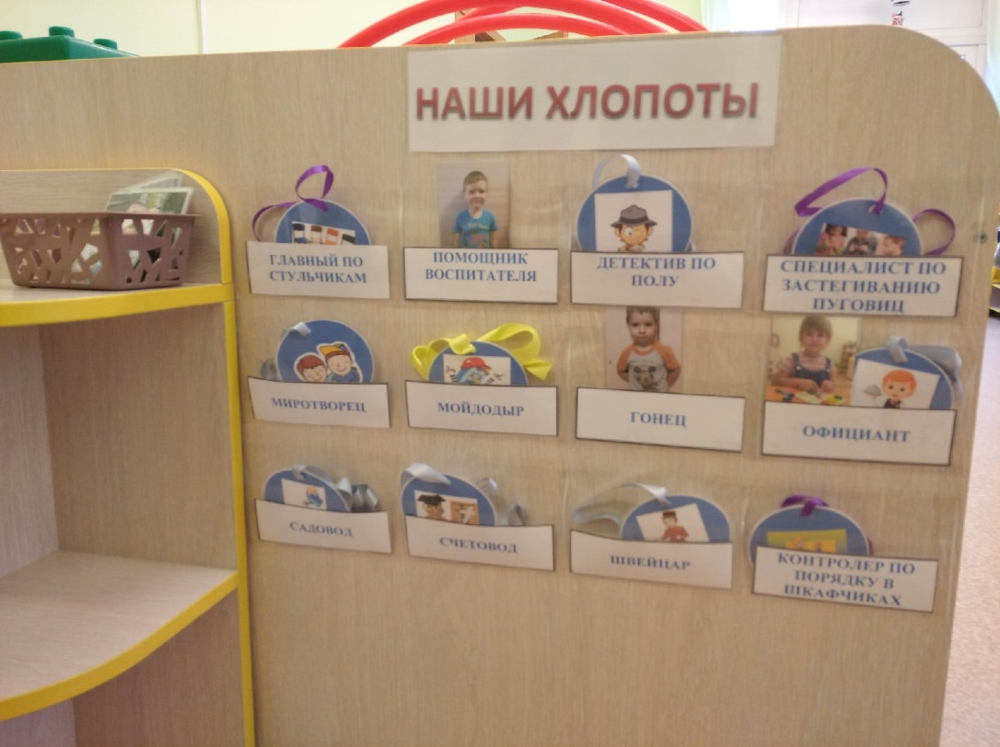 НАШИ ХЛОПОТЫ
ГЛАВНЫЙ ПО
СТУЛЬЧИКАМ
ПОМОЩНИК
ВОСПИТАТЕЛЯ
ДЕТЕКТИВ ПО
ПОЛУ
СПЕЦИАЛИСТ ПО
ЗАСТЕГИВАНИЮ
ПУГОВИЦ
МИРОТВОРЕЦ
МОЙДОДЫР
ГОНЕЦ
ОФИЦИАНТ
САДОВОД
СЧЕТОВОД
ШВЕЙЦАР
КОНТРОЛЕР ПО
ПОРЯДКУ В
ШКАФЧИКАХ